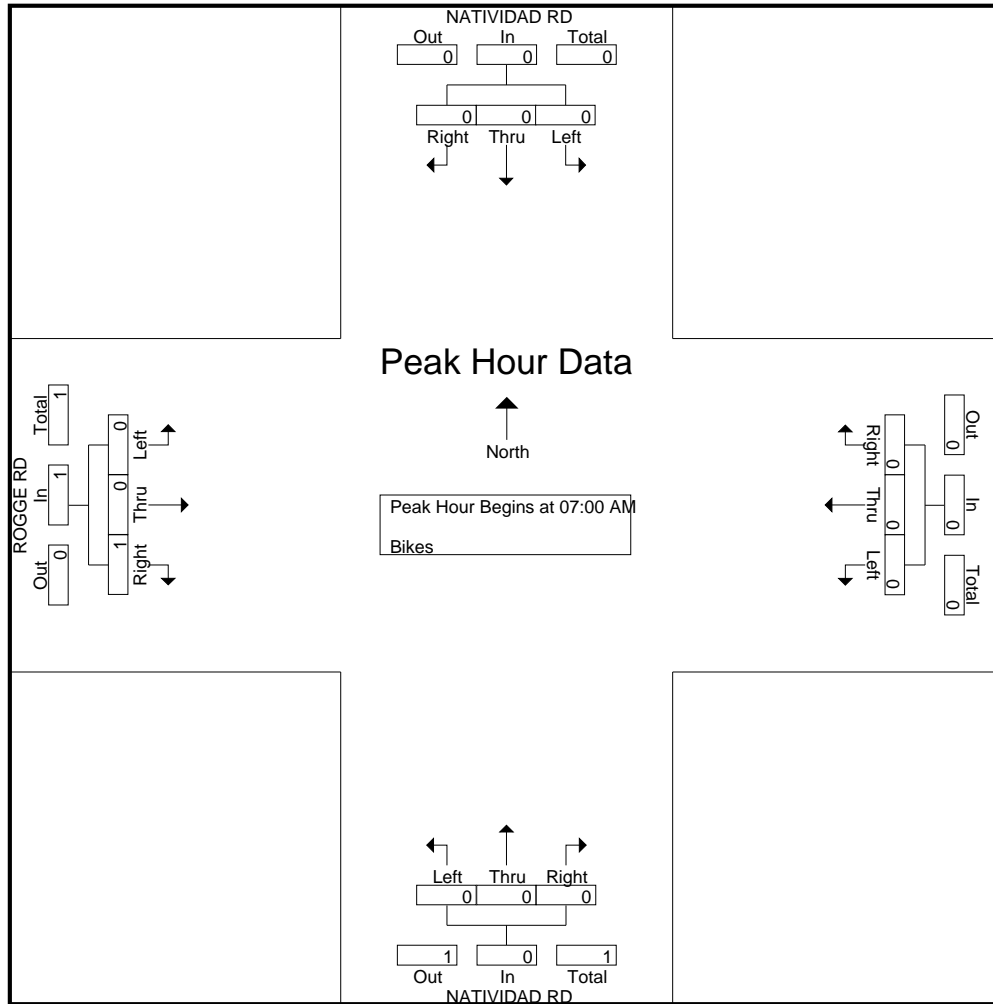 NATIVIDAD RD
Out In Total
0 0 0
0 0 0
Right Thru Left
Peak Hour Data
North
Peak Hour Begins at 07:00 AM
Bikes
ROGGE RD
Out In Total
0 1 1
1 0 0
Right Thru Left
Out In Total
0 0 0
0 0 0
Right Thru Left
Left Thru Right
0 0 0
1 0 1
Out In Total
NATIVIDAD RD